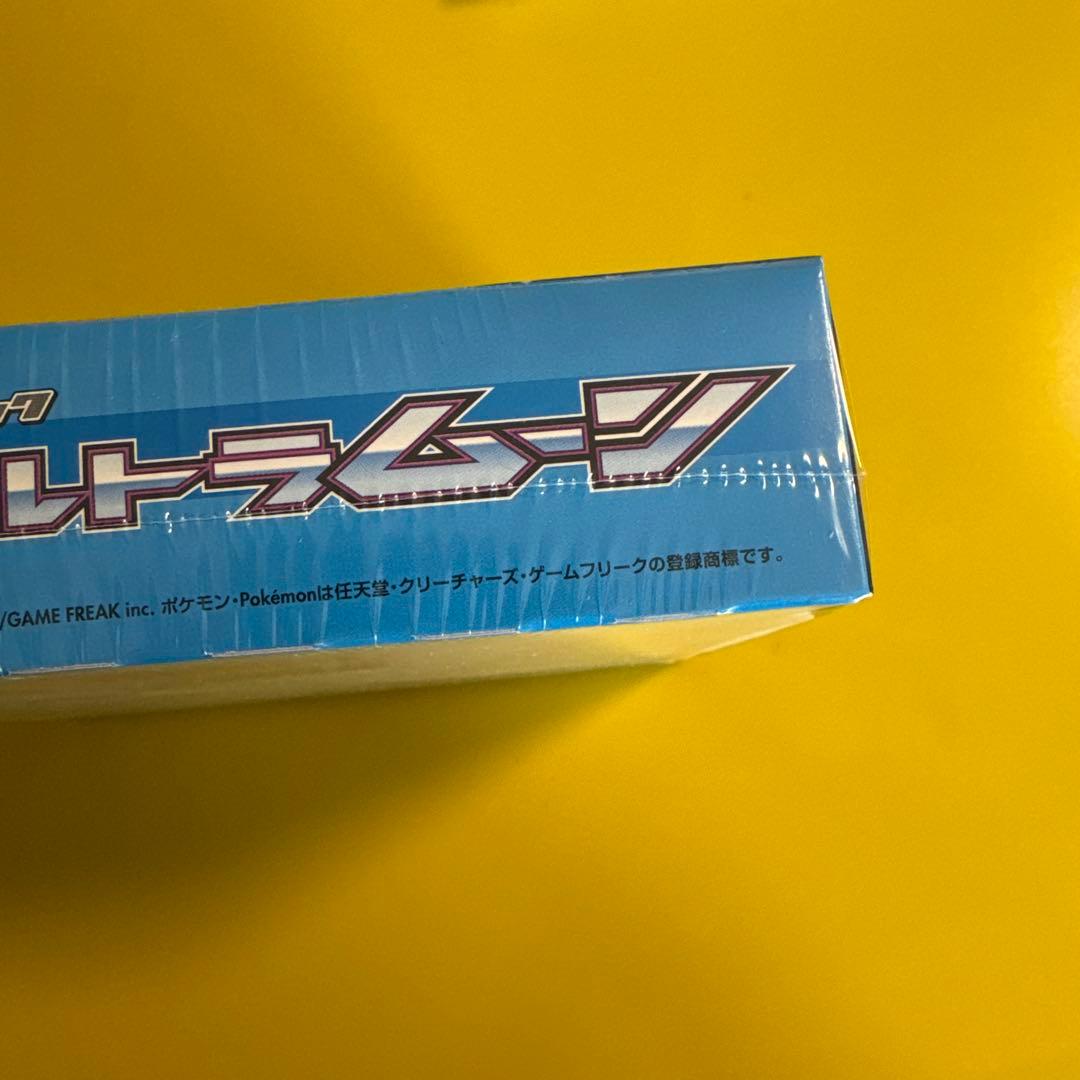 ック
ルトラムーン
/GAME FREAK inc. ポケモン・Pokémonは任天堂・クリーチャーズ・ゲームフリークの登録商標です。